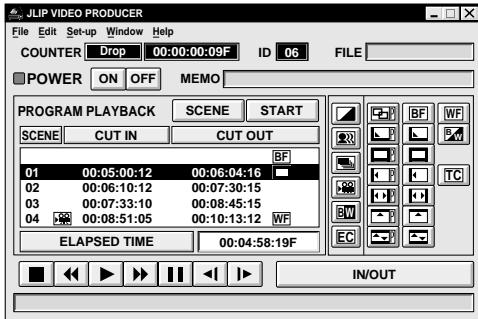 JLIP VIDEO PRODUCER
File Edit Set-up Window Help
COUNTER Drop 00:00:00:09F ID 06 FILE
POWER ON OFF MEMO
PROGRAM PLAYBACK SCENE START
SCENE CUT IN CUT OUT
BF
01 00:05:00:12 00:06:04:16
02 00:06:10:12 00:07:30:15
03 00:07:33:10 00:08:45:15
04 00:08:51:05 00:10:13:12 WF
ELAPSED TIME 00:04:58:19F
BF WF
B/W
TC
BW
EC
P
P
P
P
P
P
P
IN/OUT